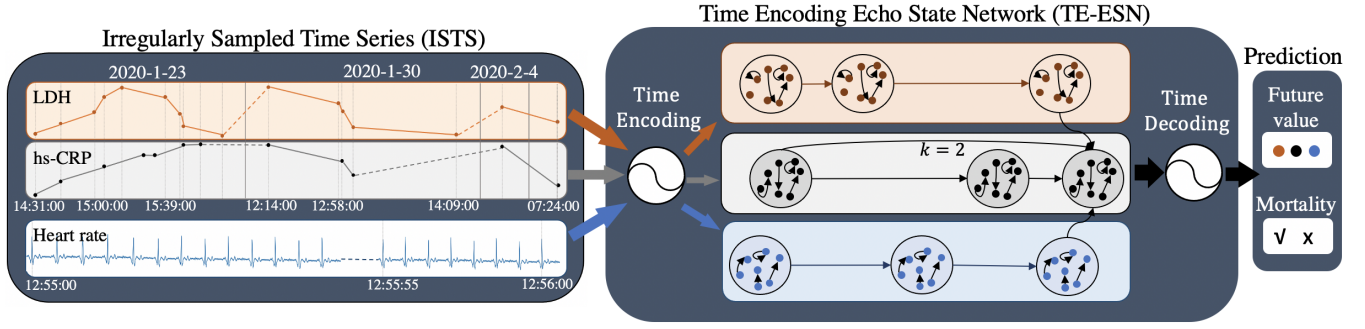 Irregularly Sampled Time Series (ISTS)
2020-1-23 2020-1-30 2020-2-4
LDH
hs-CRP
14:31:00 15:00:00 15:39:00 12:14:00 12:58:00 14:09:00 07:24:00
Heart rate
12:55:00 12:55:55 12:56:00
Time Encoding Echo State Network (TE-ESN)
Time
Encoding
k = 2
Time
Decoding
Prediction
Future
value
Mortality
√ x